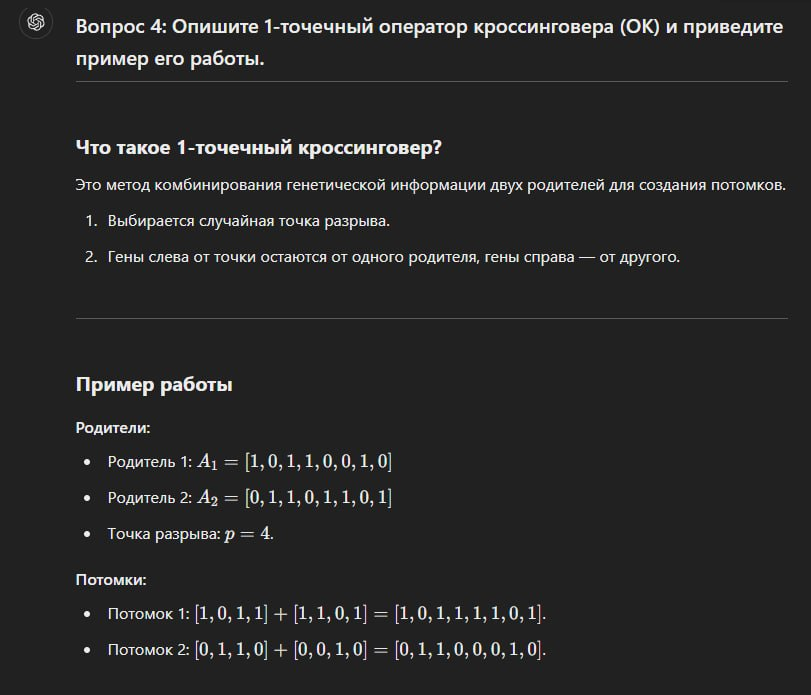 Вопрос 4: Опишите 1-точечный оператор кроссинговера (ОК) и приведите
пример его работы.
Что такое 1-точечный кроссинговер?
Это метод комбинирования генетической информации двух родителей для создания потомков.
1. Выбирается случайная точка разрыва.
2. Гены слева от точки остаются от одного родителя, гены справа — от другого.
Пример работы
Родители:
• Родитель 1: A₁ = [1, 0, 1, 1, 0, 0, 1, 0]
• Родитель 2: A₂ = [0, 1, 1, 0, 1, 1, 0, 1]
• Точка разрыва: p = 4.
Потомки:
• Потомок 1: [1, 0, 1, 1] + [1, 1, 0, 1] = [1, 0, 1, 1, 1, 1, 0, 1].
• Потомок 2: [0, 1, 1, 0] + [0, 0, 1, 0] = [0, 1, 1, 0, 0, 0, 1, 0].